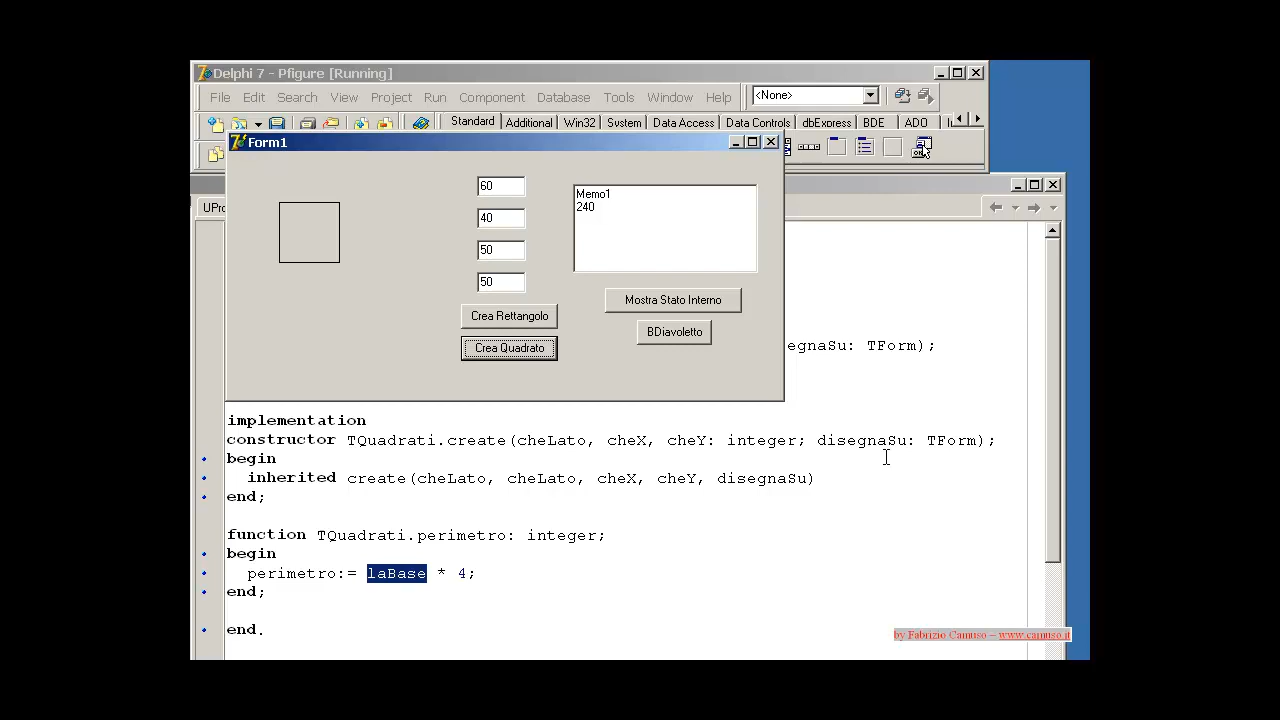 Delphi 7 - Pfigure [Running]
File Edit Search View Project Run Component Database Tools Window Help <None>
Standard Additional Win32 System Data Access Data Controls dbExpress BDE ADO
Form1
60
40
50
50
Crea Rettangolo
Crea Quadrato
Memo1
240
Mostra Stato Interno
BDiavoletto
egnaSu: TForm);
implementation
constructor TQuadrati.create(cheLato, cheX, cheY: integer; disegnaSu: TForm);
begin
inherited create(cheLato, cheLato, cheX, cheY, disegnaSu)
end;
function TQuadrati.perimetro: integer;
begin
perimetro:= laBase * 4;
end;
end.
by Fabrizio Camuso – www.camuso.it